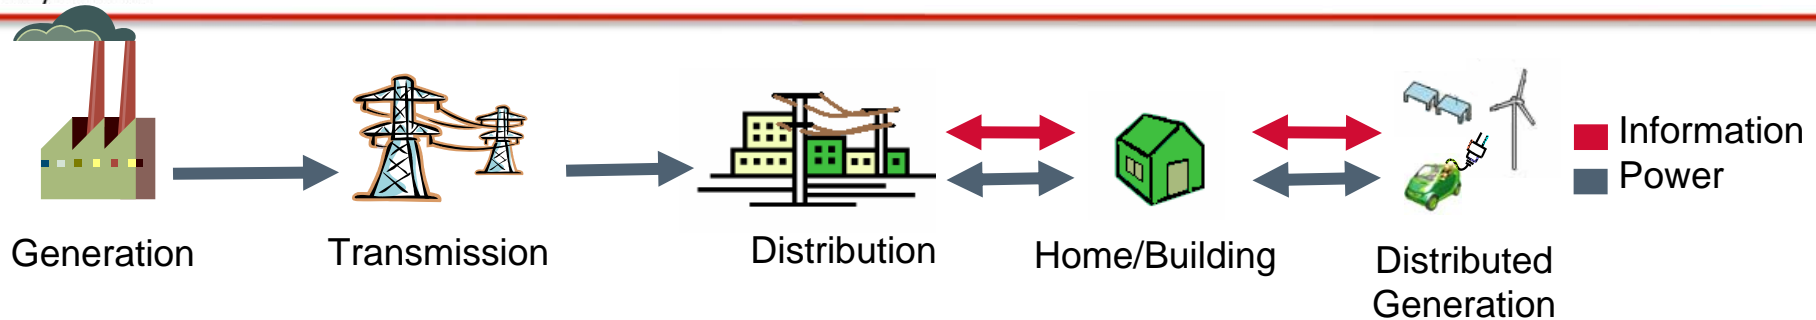 Generation
Transmission
Distribution
Home/Building
Distributed
Generation
Information
Power